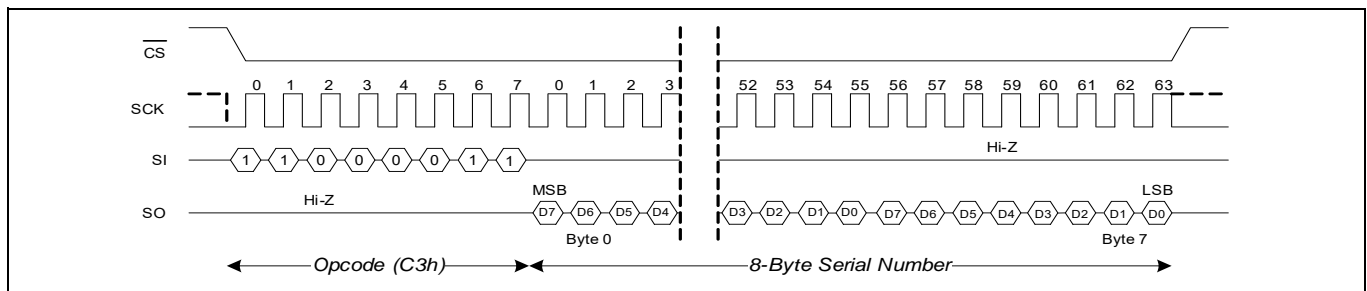 CS
0 1 2 3 4 5 6 7 0 1 2 3 52 53 54 55 56 57 58 59 60 61 62 63
SCK
Hi-Z
SI 1 1 0 0 0 0 1 1
MSB LSB
Hi-Z
SO D7 D6 D5 D4 D3 D2 D1 D0 D7 D6 D5 D4 D3 D2 D1 D0
Byte 0 Byte 7
Opcode (C3h) 8-Byte Serial Number